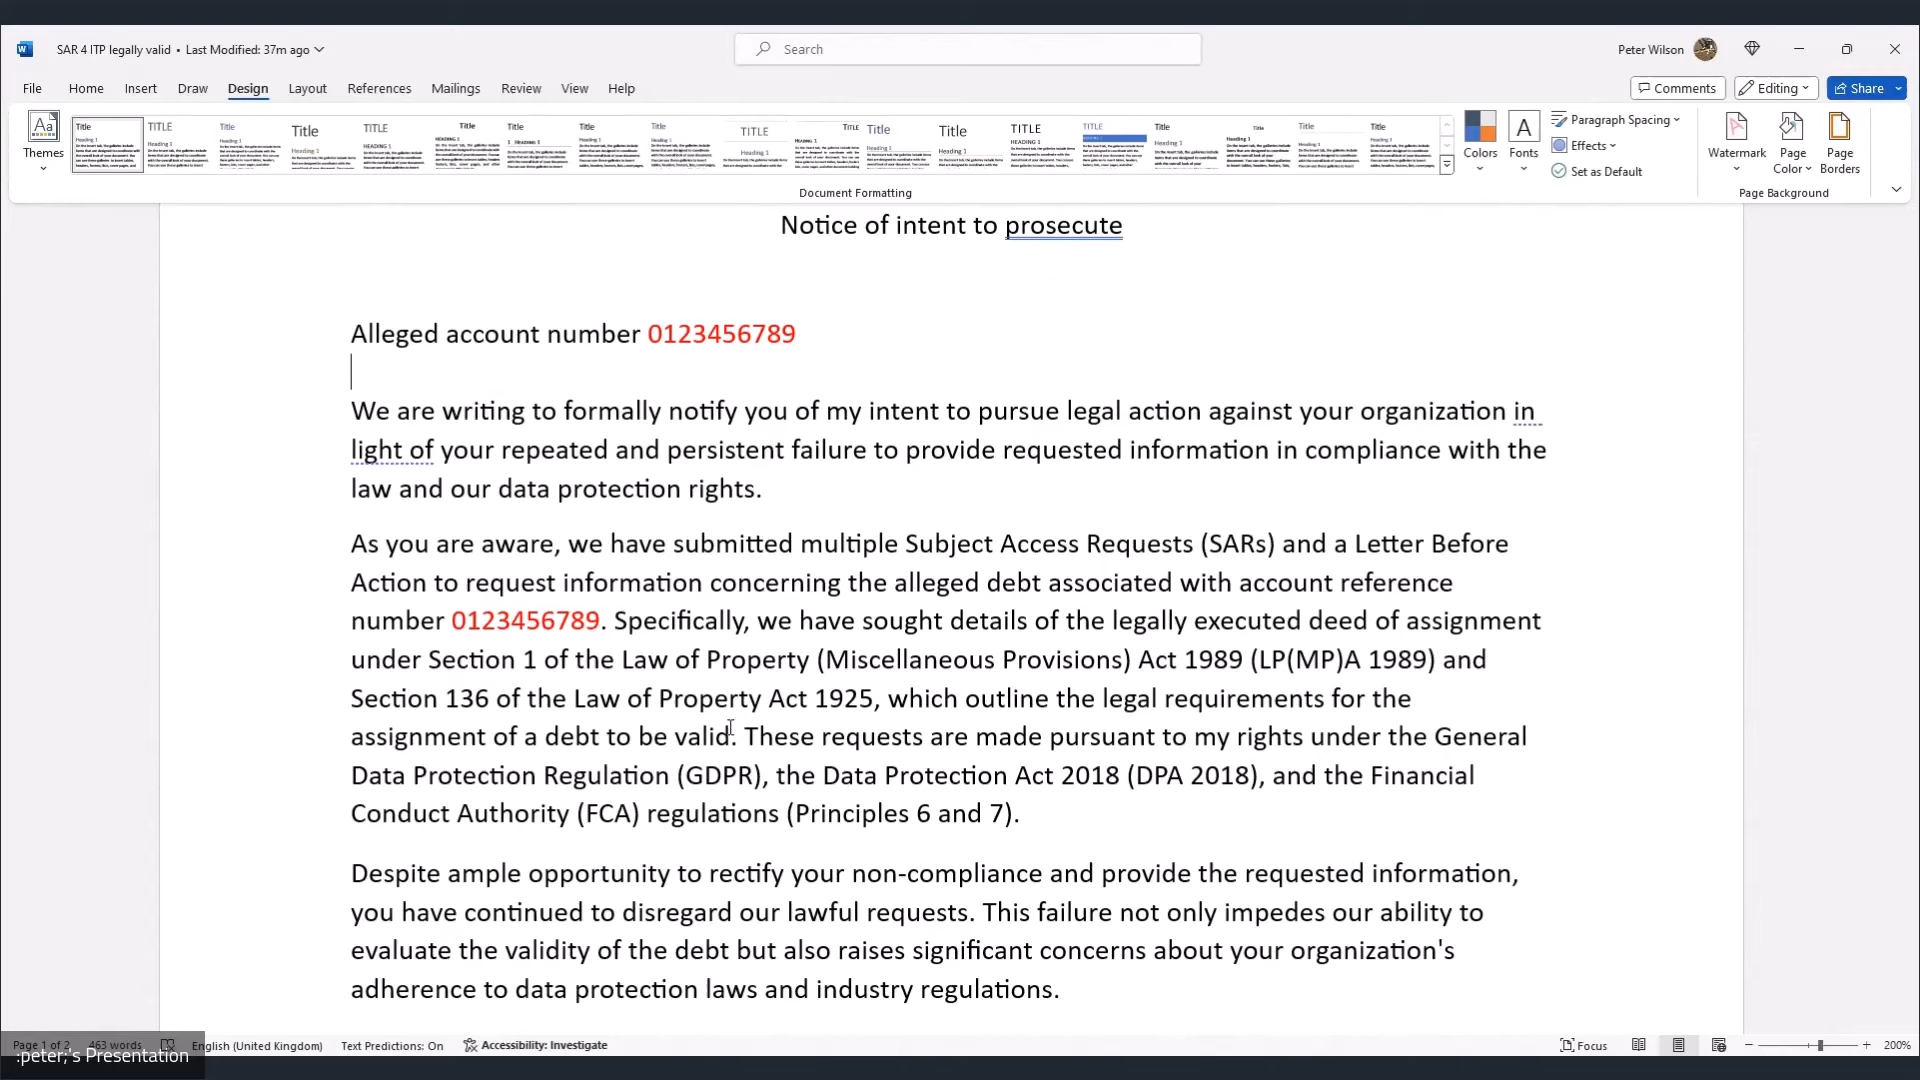 SAR 4 ITP legally valid • Last Modified: 37m ago
Search
Peter Wilson
File Home Insert Draw Design Layout References Mailings Review View Help
Comments Editing Share
Themes
Colors
Fonts
Paragraph Spacing
Effects
Set as Default
Watermark
Page Color
Page Borders
Document Formatting
Page Background
Notice of intent to prosecute
Alleged account number 0123456789
We are writing to formally notify you of my intent to pursue legal action against your organization in
light of your repeated and persistent failure to provide requested information in compliance with the
law and our data protection rights.
As you are aware, we have submitted multiple Subject Access Requests (SARs) and a Letter Before
Action to request information concerning the alleged debt associated with account reference
number 0123456789. Specifically, we have sought details of the legally executed deed of assignment
under Section 1 of the Law of Property (Miscellaneous Provisions) Act 1989 (LP(MP)A 1989) and
Section 136 of the Law of Property Act 1925, which outline the legal requirements for the
assignment of a debt to be valid. These requests are made pursuant to my rights under the General
Data Protection Regulation (GDPR), the Data Protection Act 2018 (DPA 2018), and the Financial
Conduct Authority (FCA) regulations (Principles 6 and 7).
Despite ample opportunity to rectify your non-compliance and provide the requested information,
you have continued to disregard our lawful requests. This failure not only impedes our ability to
evaluate the validity of the debt but also raises significant concerns about your organization's
adherence to data protection laws and industry regulations.
Page 1 of 2 463 words English (United Kingdom) Text Predictions: On Accessibility: Investigate
Focus 200%
:peter;'s Presentation